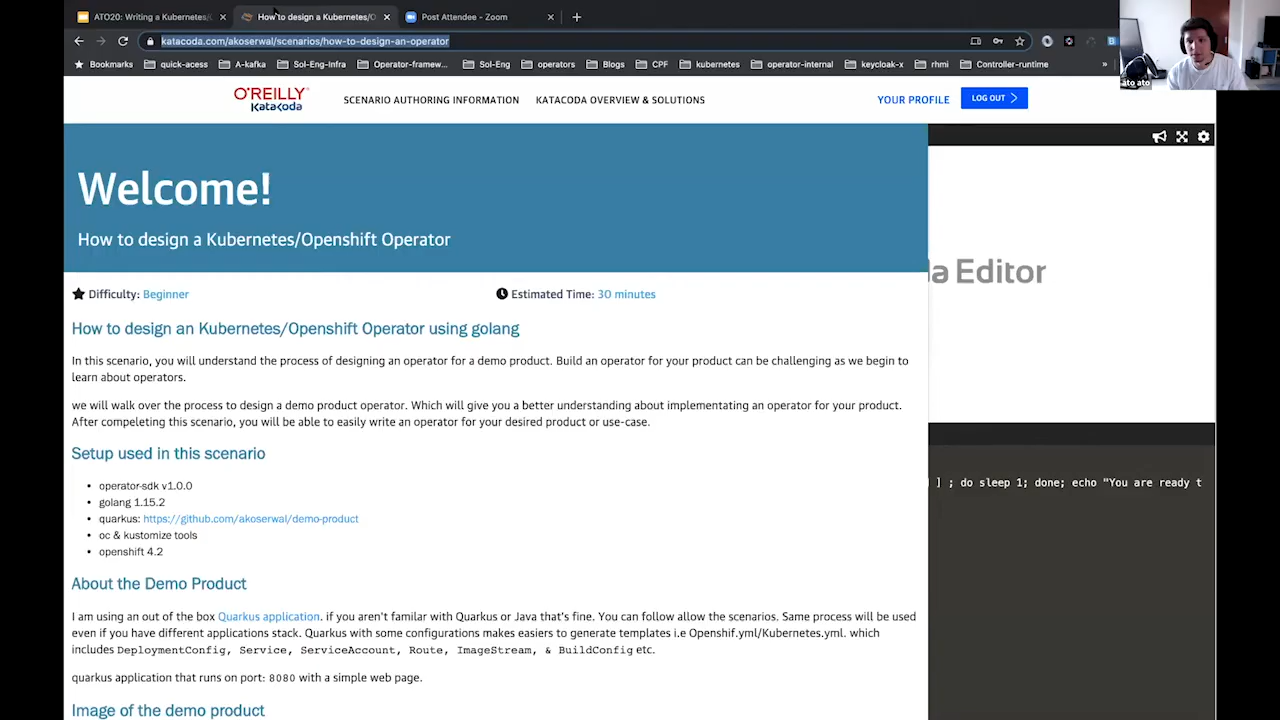 ATO20: Writing a Kubernetes/
How to design a Kubernetes/O
Post Attendee - Zoom
katacoda.com/akoserwal/scenarios/how-to-design-an-operator
Bookmarks
quick-acess
A-kafka
Sol-Eng-Infra
Operator-framew...
Sol-Eng
operators
Blogs
CPF
kubernetes
operator-internal
keycloak-x
rhmi
Controller-runtime
»
ato ato
O'REILLY
Katacoda
SCENARIO AUTHORING INFORMATION
KATACODA OVERVIEW & SOLUTIONS
YOUR PROFILE
LOG OUT
Welcome!
How to design a Kubernetes/Openshift Operator
a Editor
Difficulty: Beginner
Estimated Time: 30 minutes
How to design an Kubernetes/Openshift Operator using golang
In this scenario, you will understand the process of designing an operator for a demo product. Build an operator for your product can be challenging as we begin to
learn about operators.
we will walk over the process to design a demo product operator. Which will give you a better understanding about implementating an operator for your product.
After compeleting this scenario, you will be able to easily write an operator for your desired product or use-case.
Setup used in this scenario
• operator-sdk v1.0.0
• golang 1.15.2
• quarkus: https://github.com/akoserwal/demo-product
• oc & kustomize tools
• openshift 4.2
] ; do sleep 1; done; echo "You are ready t
About the Demo Product
I am using an out of the box Quarkus application. if you aren't familar with Quarkus or Java that's fine. You can follow allow the scenarios. Same process will be used
even if you have different applications stack. Quarkus with some configurations makes easiers to generate templates i.e Openshif.yml/Kubernetes.yml. which
includes DeploymentConfig, Service, ServiceAccount, Route, ImageStream, & BuildConfig etc.
quarkus application that runs on port: 8080 with a simple web page.
Image of the demo product